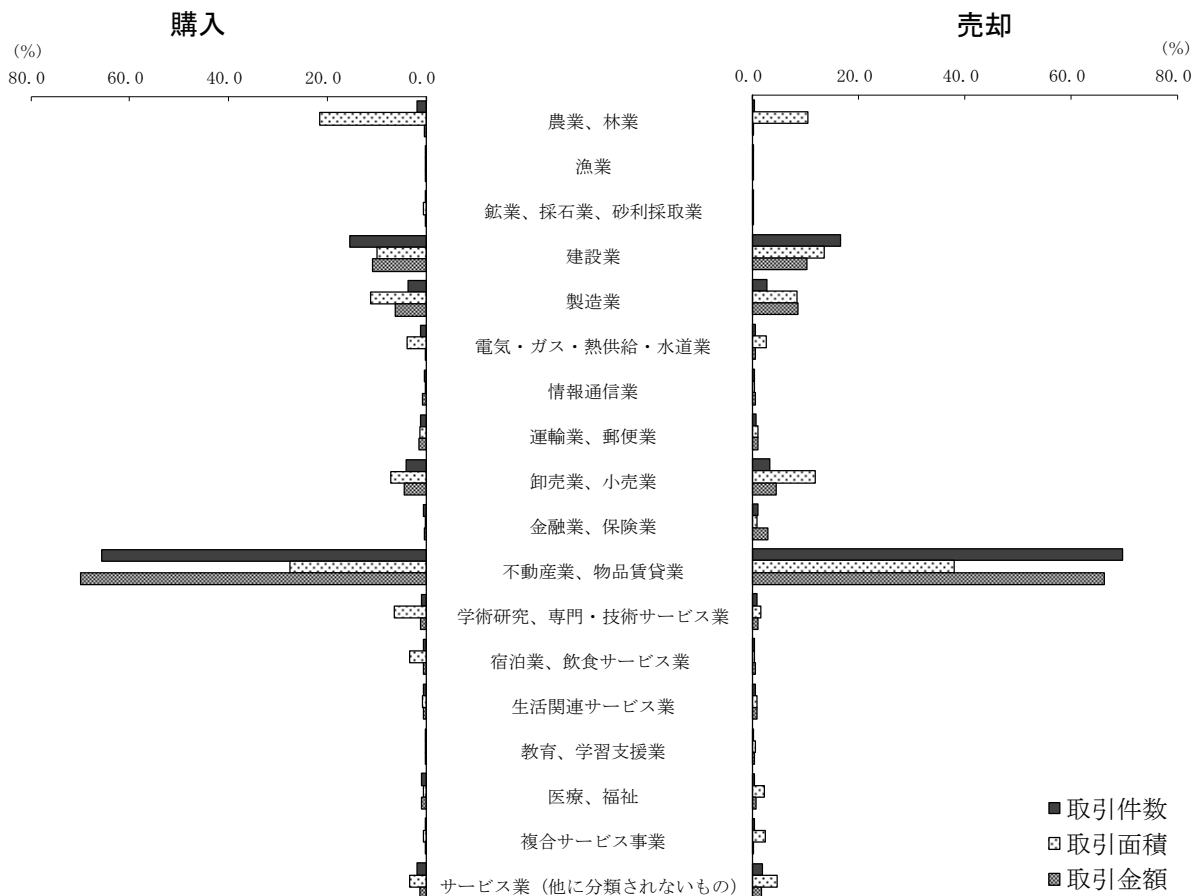 購入
売却
(%)
(%)
80.0 60.0 40.0 20.0 0.0
0.0 20.0 40.0 60.0 80.0
農業、林業
漁業
鉱業、採石業、砂利採取業
建設業
製造業
電気・ガス・熱供給・水道業
情報通信業
運輸業、郵便業
卸売業、小売業
金融業、保険業
不動産業、物品賃貸業
学術研究、専門・技術サービス業
宿泊業、飲食サービス業
生活関連サービス業
教育、学習支援業
医療、福祉
複合サービス事業
サービス業（他に分類されないもの）
取引件数
取引面積
取引金額